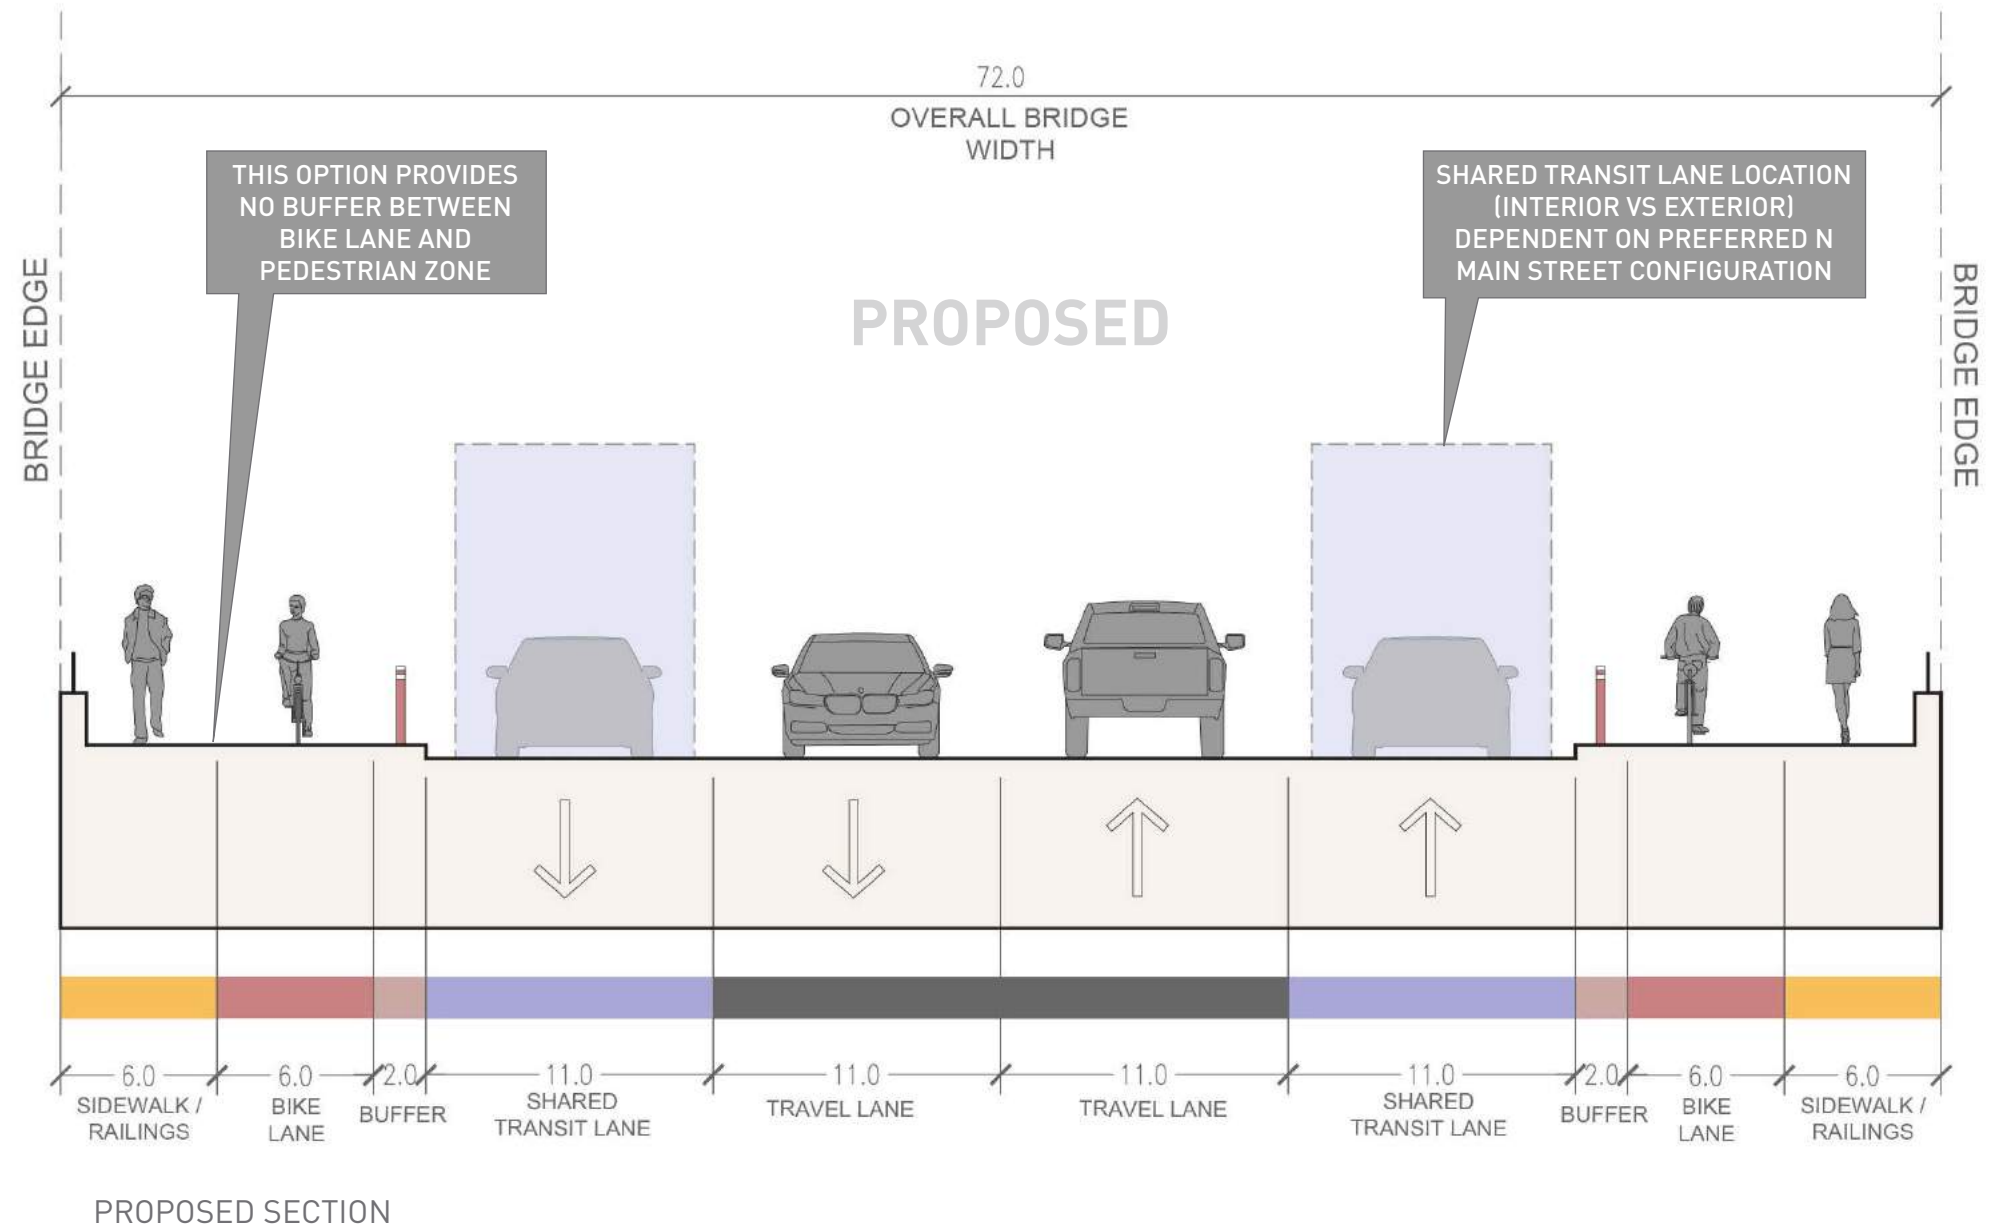 72.0
OVERALL BRIDGE
WIDTH
THIS OPTION PROVIDES
NO BUFFER BETWEEN
BIKE LANE AND
PEDESTRIAN ZONE
SHARED TRANSIT LANE LOCATION
(INTERIOR VS EXTERIOR)
DEPENDENT ON PREFERRED N
MAIN STREET CONFIGURATION
BRIDGE EDGE
PROPOSED
BRIDGE EDGE
6.0
6.0
2.0
11.0
11.0
11.0
11.0
2.0
6.0
6.0
SIDEWALK /
RAILINGS
BIKE
LANE
BUFFER
SHARED
TRANSIT LANE
TRAVEL LANE
TRAVEL LANE
SHARED
TRANSIT LANE
BUFFER
BIKE
LANE
SIDEWALK /
RAILINGS
PROPOSED SECTION